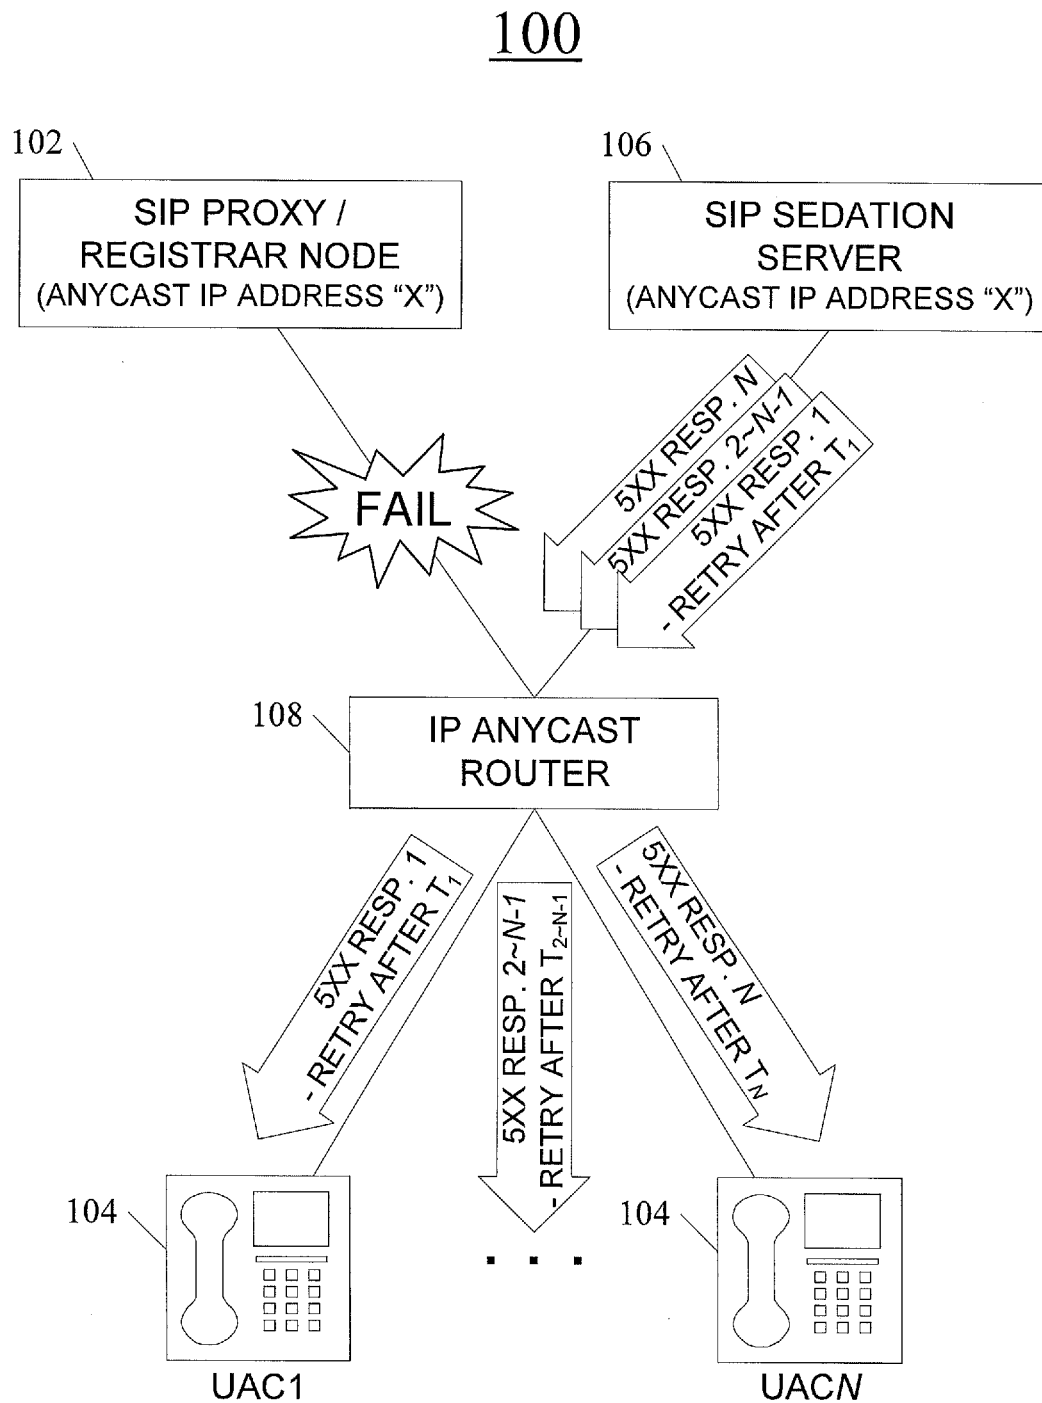 100
102
SIP PROXY /
REGISTRAR NODE
(ANYCAST IP ADDRESS “X”)
106
SIP SEDATION
SERVER
(ANYCAST IP ADDRESS “X”)
FAIL
5XX RESP. N
5XX RESP. 2~N-1
5XX RESP. 1
- RETRY AFTER T1
108
IP ANYCAST
ROUTER
5XX RESP. 1
- RETRY AFTER T1
5XX RESP. 2~N-1
- RETRY AFTER T2~N-1
5XX RESP. N
- RETRY AFTER TN
104
. . .
104
UAC1
UACN